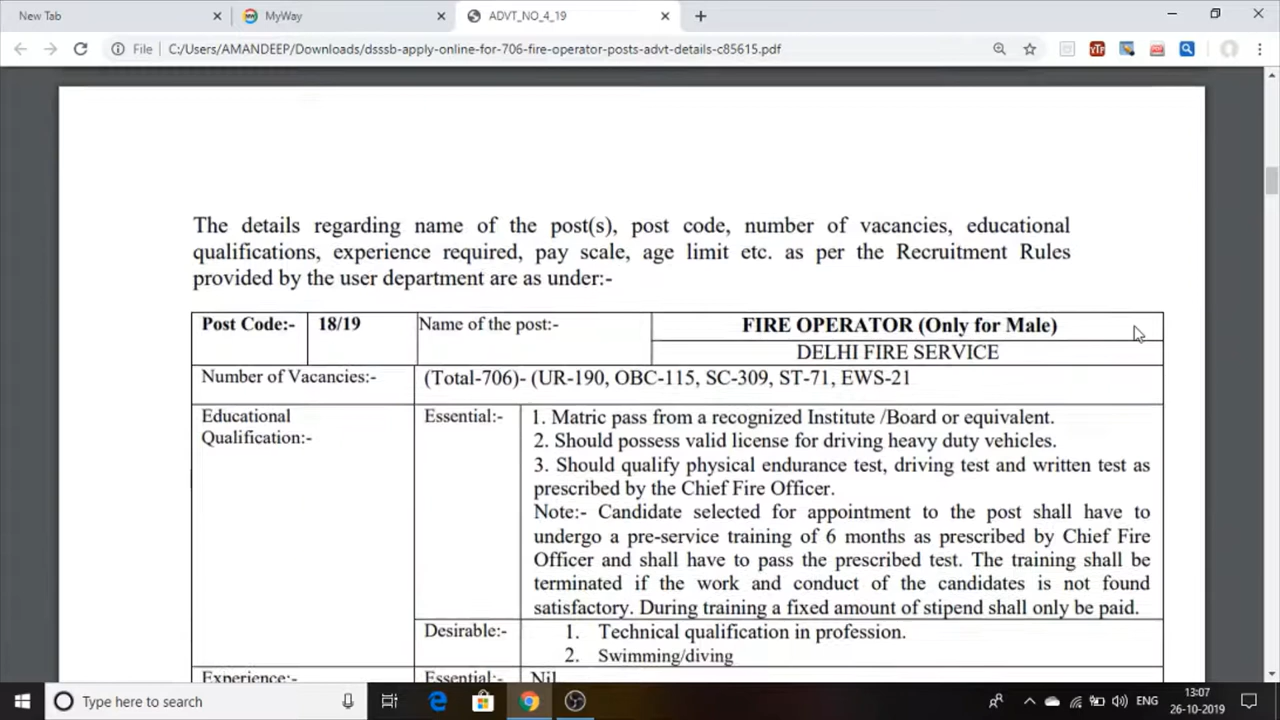 New Tab
MyWay
ADVT_NO_4_19
File
C:/Users/AMANDEEP/Downloads/dsssb-apply-online-for-706-fire-operator-posts-advt-details-c85615.pdf
The details regarding name of the post(s), post code, number of vacancies, educational
qualifications, experience required, pay scale, age limit etc. as per the Recruitment Rules
provided by the user department are as under:-
Post Code:- 18/19 Name of the post:- FIRE OPERATOR (Only for Male)
DELHI FIRE SERVICE
Number of Vacancies:- (Total-706)- (UR-190, OBC-115, SC-309, ST-71, EWS-21
Educational Essential:- 1. Matric pass from a recognized Institute /Board or equivalent.
Qualification:- 2. Should possess valid license for driving heavy duty vehicles.
3. Should qualify physical endurance test, driving test and written test as
prescribed by the Chief Fire Officer.
Note:- Candidate selected for appointment to the post shall have to
undergo a pre-service training of 6 months as prescribed by Chief Fire
Officer and shall have to pass the prescribed test. The training shall be
terminated if the work and conduct of the candidates is not found
satisfactory. During training a fixed amount of stipend shall only be paid.
Desirable:- 1. Technical qualification in profession.
2. Swimming/diving
Experience:- Essential:- Nil
Type here to search
ENG
13:07
26-10-2019